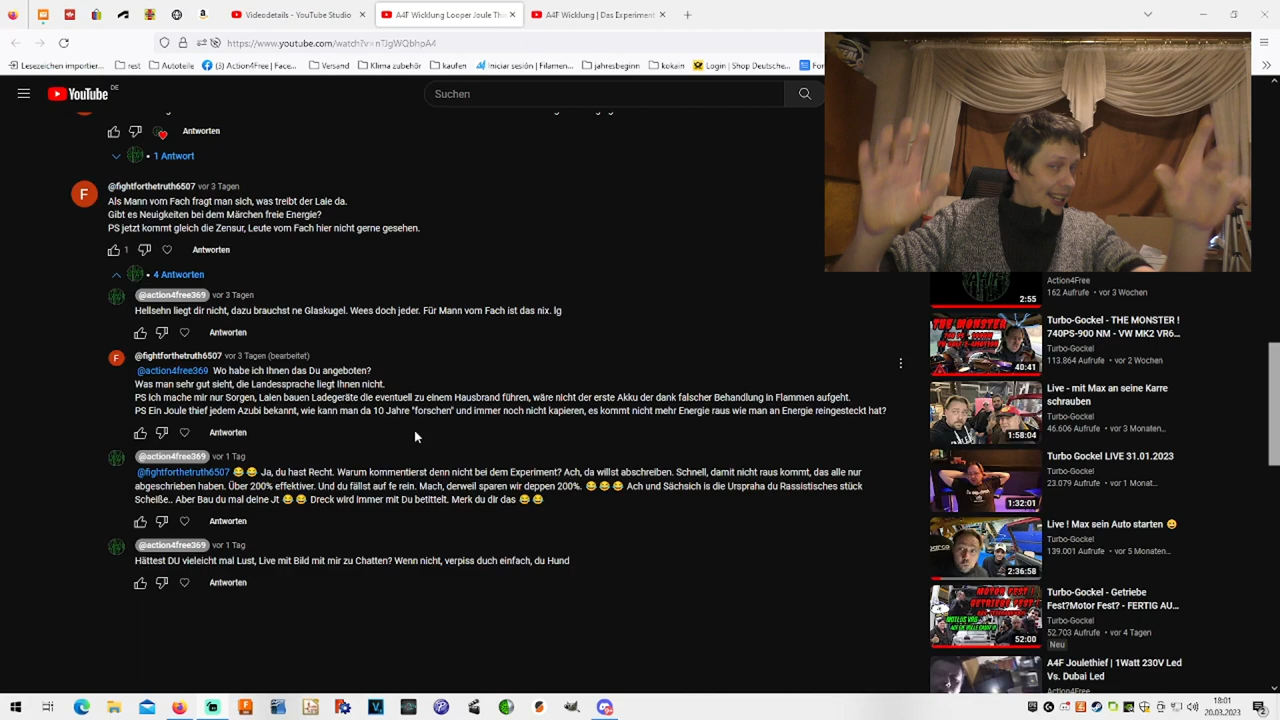 Videodetails - YouTube Studio
A4F Wicklung Looper Joule The
A4F Wicklung | Das Experiment
https://www.youtube.com/watch?v=nTJgWQbhpA4
Lesezeichen importier...
rest
Autoteile
(3) Action4Free | Face...
Versand
Klima zubehör
kaufen
Iniciar sesión | Filamen...
jahresbeginn
kokain
Login | Shop Deutsche...
For
YouTube DE
Suchen
Antworten
1 Antwort
F
@fightforthetruth6507 vor 3 Tagen
Als Mann vom Fach fragt man sich, was treibt der Laie da.
Gibt es Neuigkeiten bei dem Märchen freie Energie?
PS jetzt kommt gleich die Zensur, Leute vom Fach hier nicht gerne gesehen.
1 Antworten
4 Antworten
@action4free369 vor 3 Tagen
Hellsehn liegt dir nicht, dazu brauchst ne Glaskugel. Wees doch jeder. Für Mann vom Fach ist das nix. lg
Antworten
F
@fightforthetruth6507 vor 3 Tagen (bearbeitet)
@action4free369 Wo habe ich Ihnen das Du angeboten?
Was man sehr gut sieht, die Landessprache liegt Ihnen nicht.
PS ich mache mir nur Sorgen, Laien machen Dinge die eventuell zu einem Hausbrand führen, wäre nicht der erste Akku der dank falscher Behandlung in Flammen aufgeht.
PS Ein Joule thief jedem Azubi bekannt, wie kann man da 10 Jahre "forschen" und immer noch nicht Kapieren, es kommt nicht mehr Energie raus wie man an Energie reingesteckt hat?
Antworten
@action4free369 vor 1 Tag
@fightforthetruth6507 😂😂 Ja, du hast Recht. Warum kommentierst denn nicht bei dem Experiment? Ach, da willst abschreiben. Schnell, damit nicht raus kommt, das alle nur
abgeschrieben haben. Über 200% effektiver. Und du fällst auf fe rein. Mach, derweil sparen wir deppen 200%. 😂😂😂 Ach und Sächsich is die Urspraha du Rassistisches stück
Scheiße.. Aber Bau du mal deine Jt 😂😂 Dreck wird Immer mit Du betittelt. Merk du dir das 😂😂
Antworten
@action4free369 vor 1 Tag
Hättest DU vieleicht mal Lust, Live mit Bild mit mir zu Chatten? Wenn nicht, verpies duch einfach, du Hund
Antworten
Action4Free
162 Aufrufe • vor 3 Wochen
2:55
THE MONSTER
Turbo-Gockel - THE MONSTER !
740PS-900 NM - VW MK2 VR6...
Turbo-Gockel
113.864 Aufrufe • vor 2 Wochen
40:41
Live - mit Max an seine Karre
schrauben
Turbo-Gockel
46.606 Aufrufe • vor 3 Monaten...
1:58:04
Turbo Gockel LIVE 31.01.2023
Turbo-Gockel
23.079 Aufrufe • vor 1 Monat...
1:32:01
Live ! Max sein Auto starten 😀
Turbo-Gockel
139.001 Aufrufe • vor 5 Monaten...
2:36:58
MOTOR FEST !
GETRIEBE FEST !
Turbo-Gockel - Getriebe
Fest?Motor Fest? - FERTIG AU...
Turbo-Gockel
52.703 Aufrufe • vor 4 Tagen
Neu
52:00
A4F Joulethief | 1Watt 230V Led
Vs. Dubai Led
Action4Free
18:01
20.03.2023